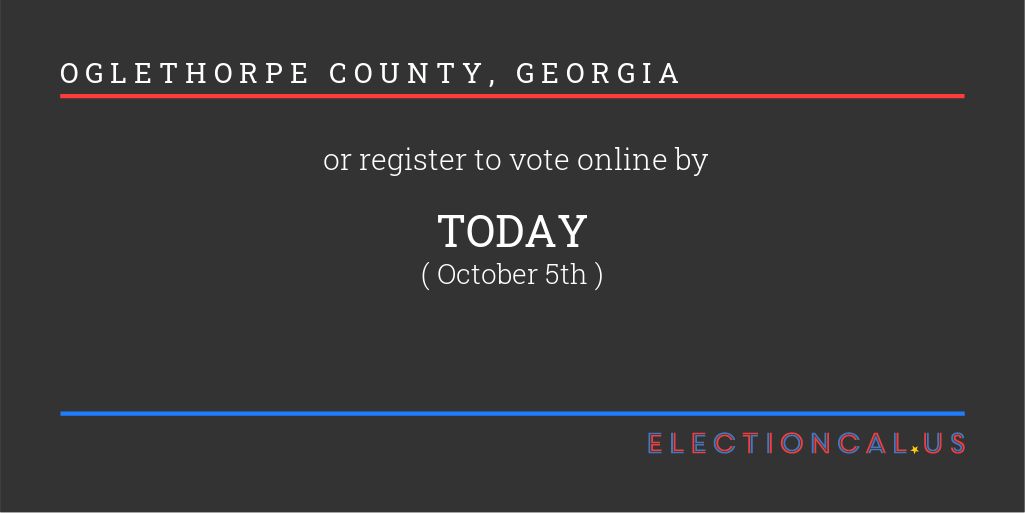 OGLETHORPE COUNTY, GEORGIA
or register to vote online by
TODAY
( October 5th )
ELECTIONCAL.US